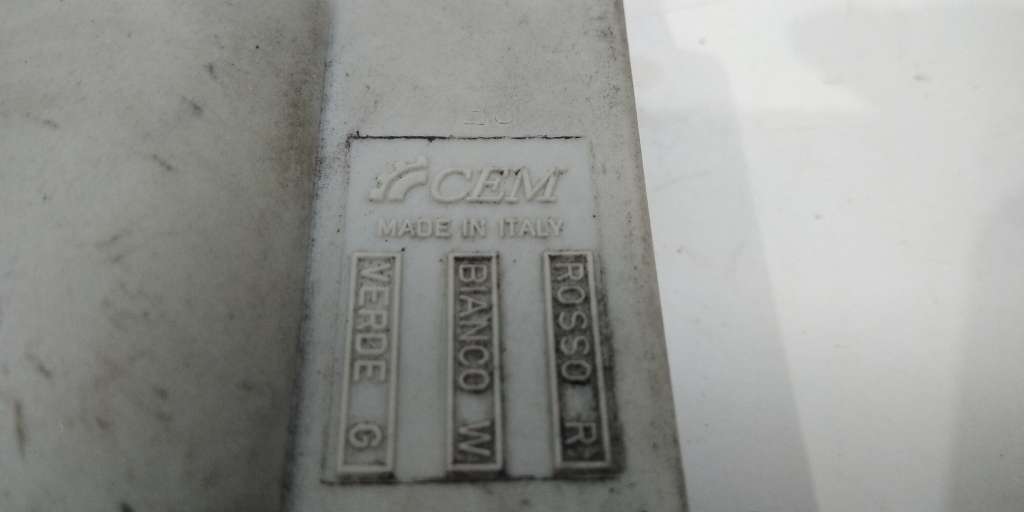 CEM
MADE IN ITALY
VERDE G
BIANCO W
ROSSO R